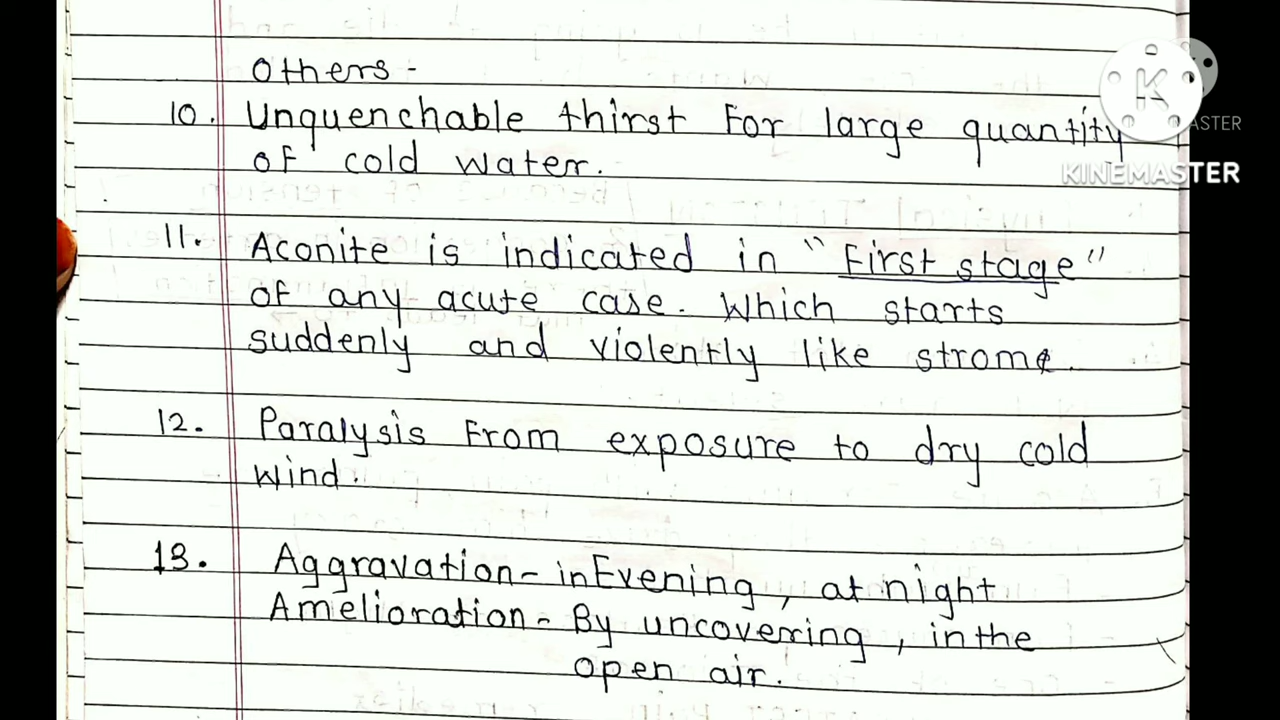 Others -
10. Unquenchable thirst For large quantity
of cold water.
11. Aconite is indicated in "First stage"
of any acute case. Which starts
suddenly and violently like strome.
12. Paralysis From exposure to dry cold
wind.
13. Aggravation - in Evening, at night
Amelioration - By uncovering, in the
open air.
K
KINEMASTER